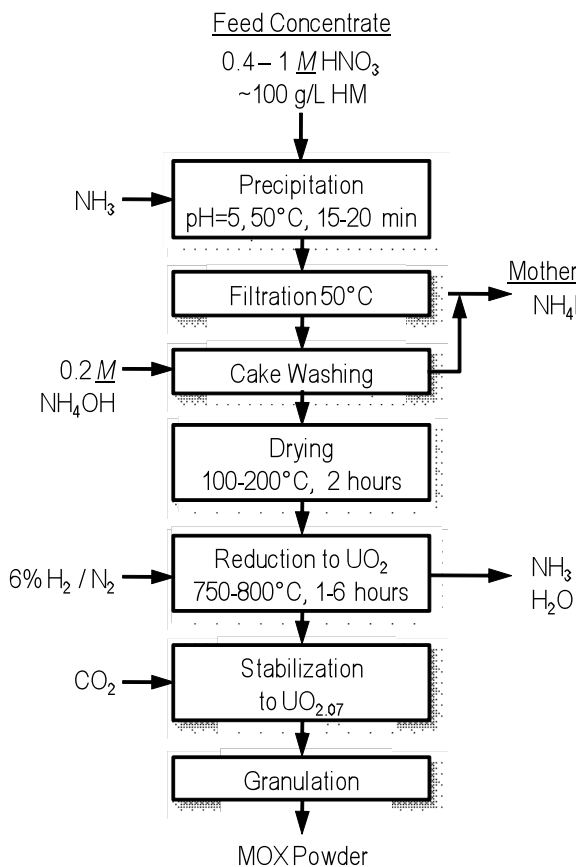 Feed Concentrate
0.4 – 1 M HNO₃
~100 g/L HM
Precipitation
pH=5, 50°C, 15-20 min
NH₃
Filtration 50°C
Mother
0.2 M
NH₄OH
Cake Washing
Drying
100-200°C, 2 hours
6% H₂ / N₂
Reduction to UO₂
750-800°C, 1-6 hours
NH₃
H₂O
CO₂
Stabilization
to UO₂.₀₇
Granulation
MOX Powder